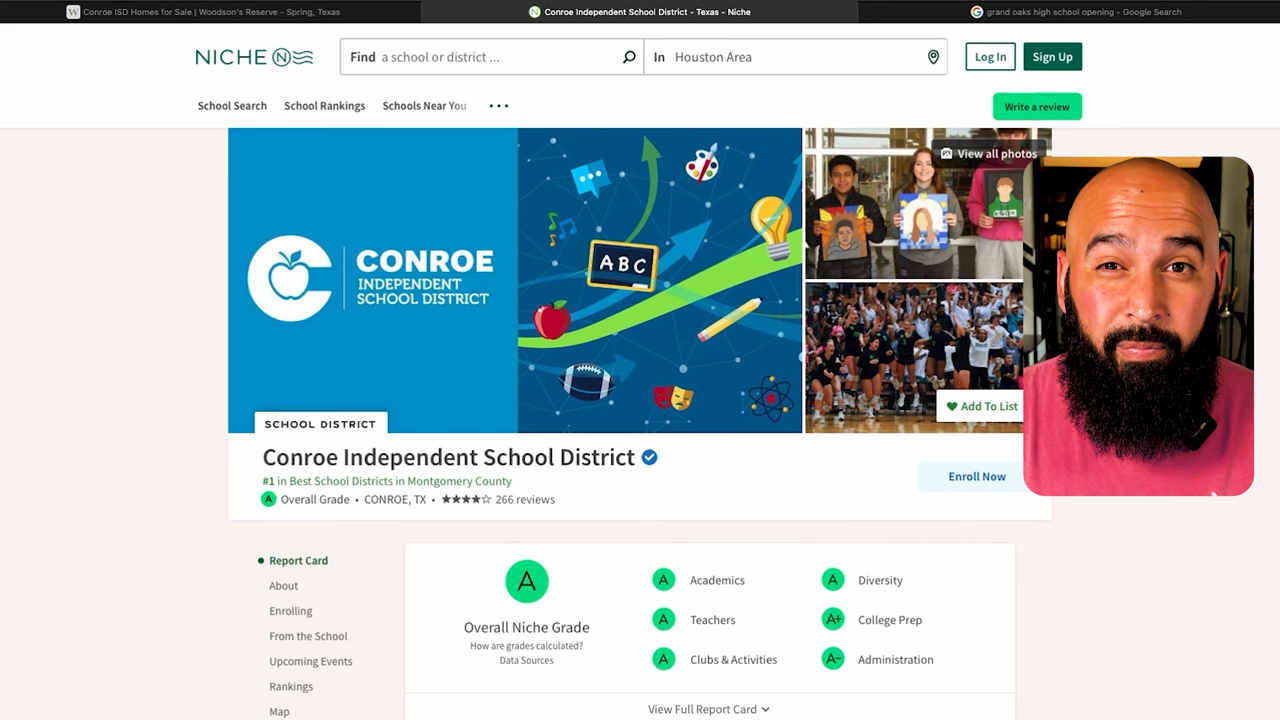 Conroe ISD Homes for Sale | Woodson's Reserve - Spring, Texas
Conroe Independent School District - Texas - Niche
grand oaks high school opening - Google Search
NICHE
Find a school or district ...
In Houston Area
Log In
Sign Up
School Search
School Rankings
Schools Near You
Write a review
View all photos
CONROE
INDEPENDENT
SCHOOL DISTRICT
ABC
Add To List
SCHOOL DISTRICT
Conroe Independent School District
#1 in Best School Districts in Montgomery County
A Overall Grade • CONROE, TX • 266 reviews
Enroll Now
Report Card
About
Enrolling
From the School
Upcoming Events
Rankings
Map
A
Overall Niche Grade
How are grades calculated?
Data Sources
A Academics
A Diversity
A Teachers
A+ College Prep
A Clubs & Activities
A- Administration
View Full Report Card